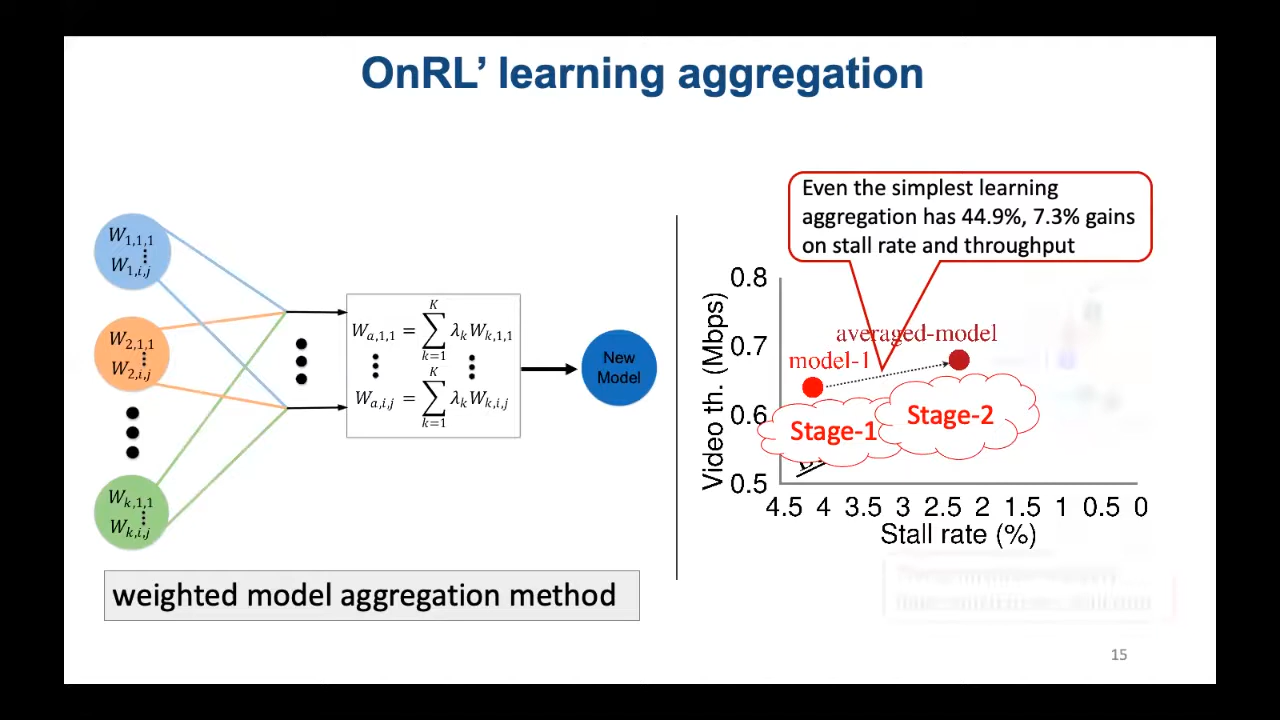 OnRL’ learning aggregation
W1,1,1
W1,i,j
W2,1,1
W2,i,j
Wk,1,1
Wk,i,j
Wa,1,1 = ∑ λk Wk,1,1
K
k=1
Wa,i,j = ∑ λk Wk,i,j
K
k=1
New
Model
weighted model aggregation method
Even the simplest learning
aggregation has 44.9%, 7.3% gains
on stall rate and throughput
averaged-model
model-1
Stage-1
Stage-2
Video th. (Mbps)
0.8
0.7
0.6
0.5
4.5 4 3.5 3 2.5 2 1.5 1 0.5 0
Stall rate (%)
15